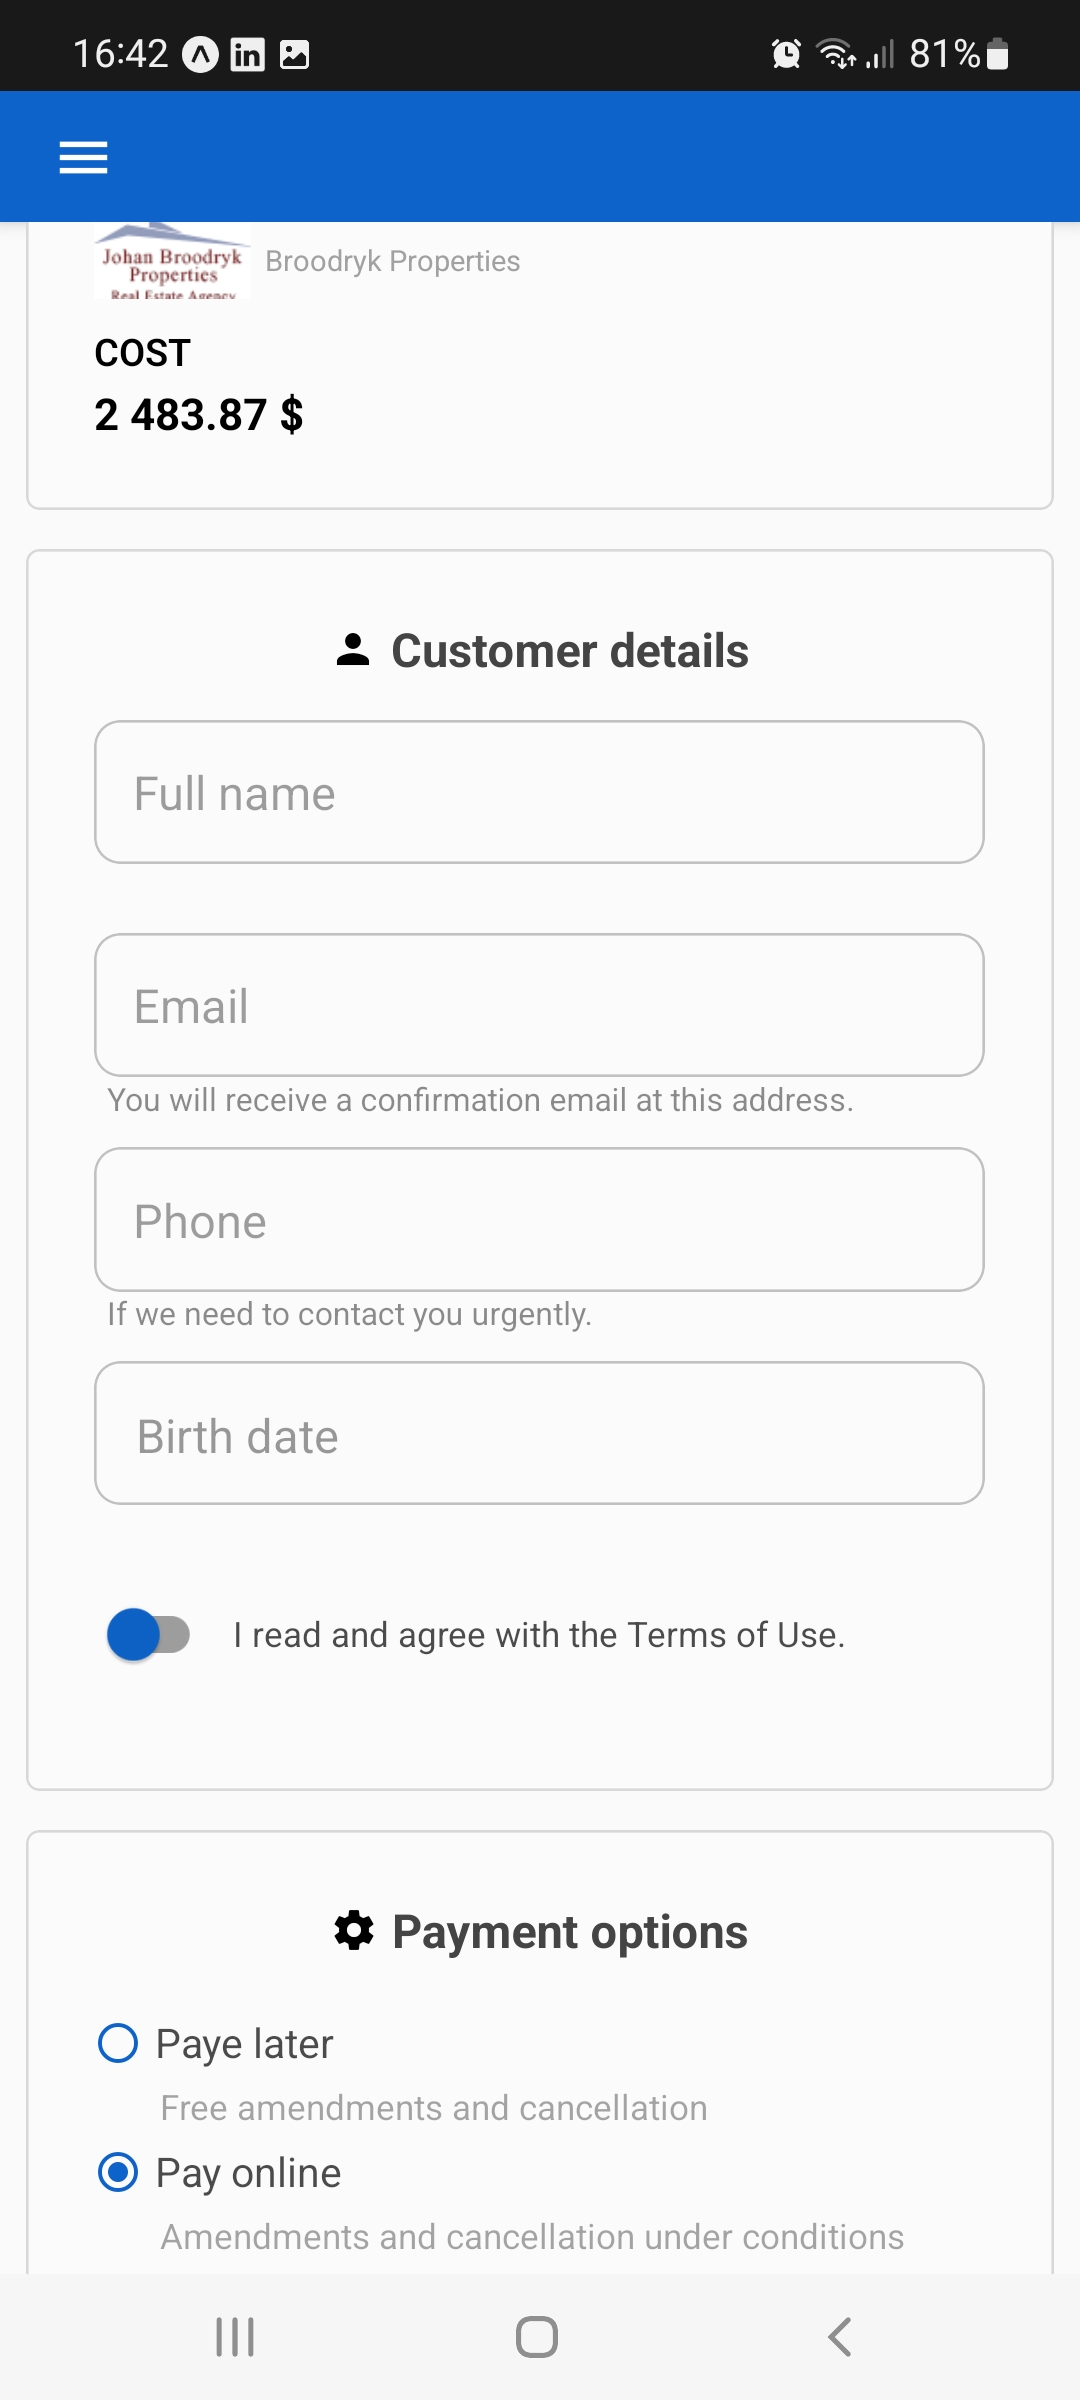 16:42
81%
Johan Broodryk
Properties
Real Estate Agency
Broodryk Properties
COST
2 483.87 $
Customer details
Full name
Email
You will receive a confirmation email at this address.
Phone
If we need to contact you urgently.
Birth date
I read and agree with the Terms of Use.
Payment options
Paye later
Free amendments and cancellation
Pay online
Amendments and cancellation under conditions